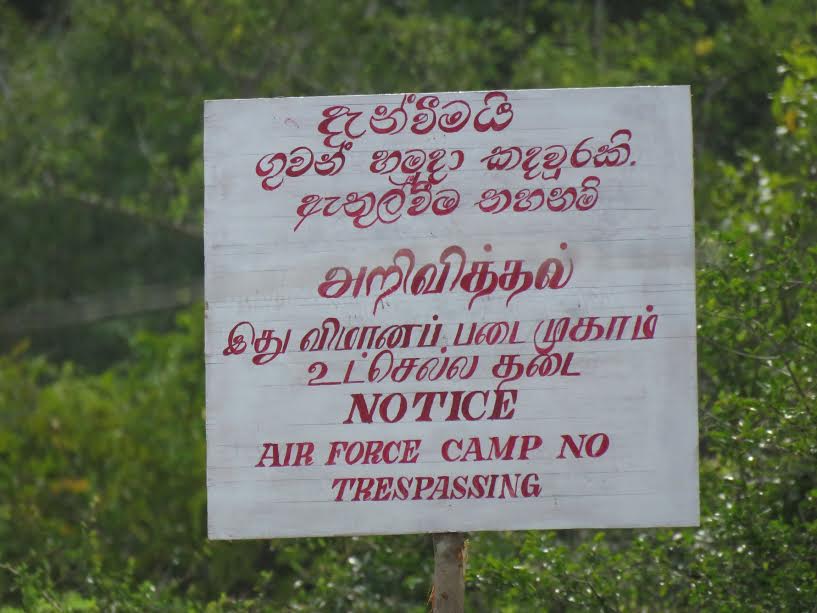 දැන්වීමයි
ගුවන් හමුදා කඳවුරකි.
ඇතුල්වීම තහනම්
அறிவித்தல்
இது விமானப் படை முகாம்
உட்செல்ல தடை
NOTICE
AIR FORCE CAMP NO
TRESPASSING